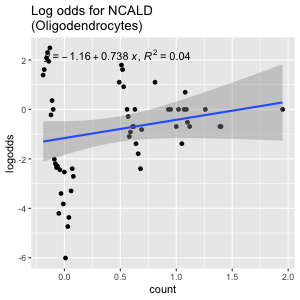 Log odds for NCALD
(Oligodendrocytes)
= −1.16 + 0.738 x, R² = 0.04
logodds
2
0
-2
-4
-6
0.0 0.5 1.0 1.5 2.0
count